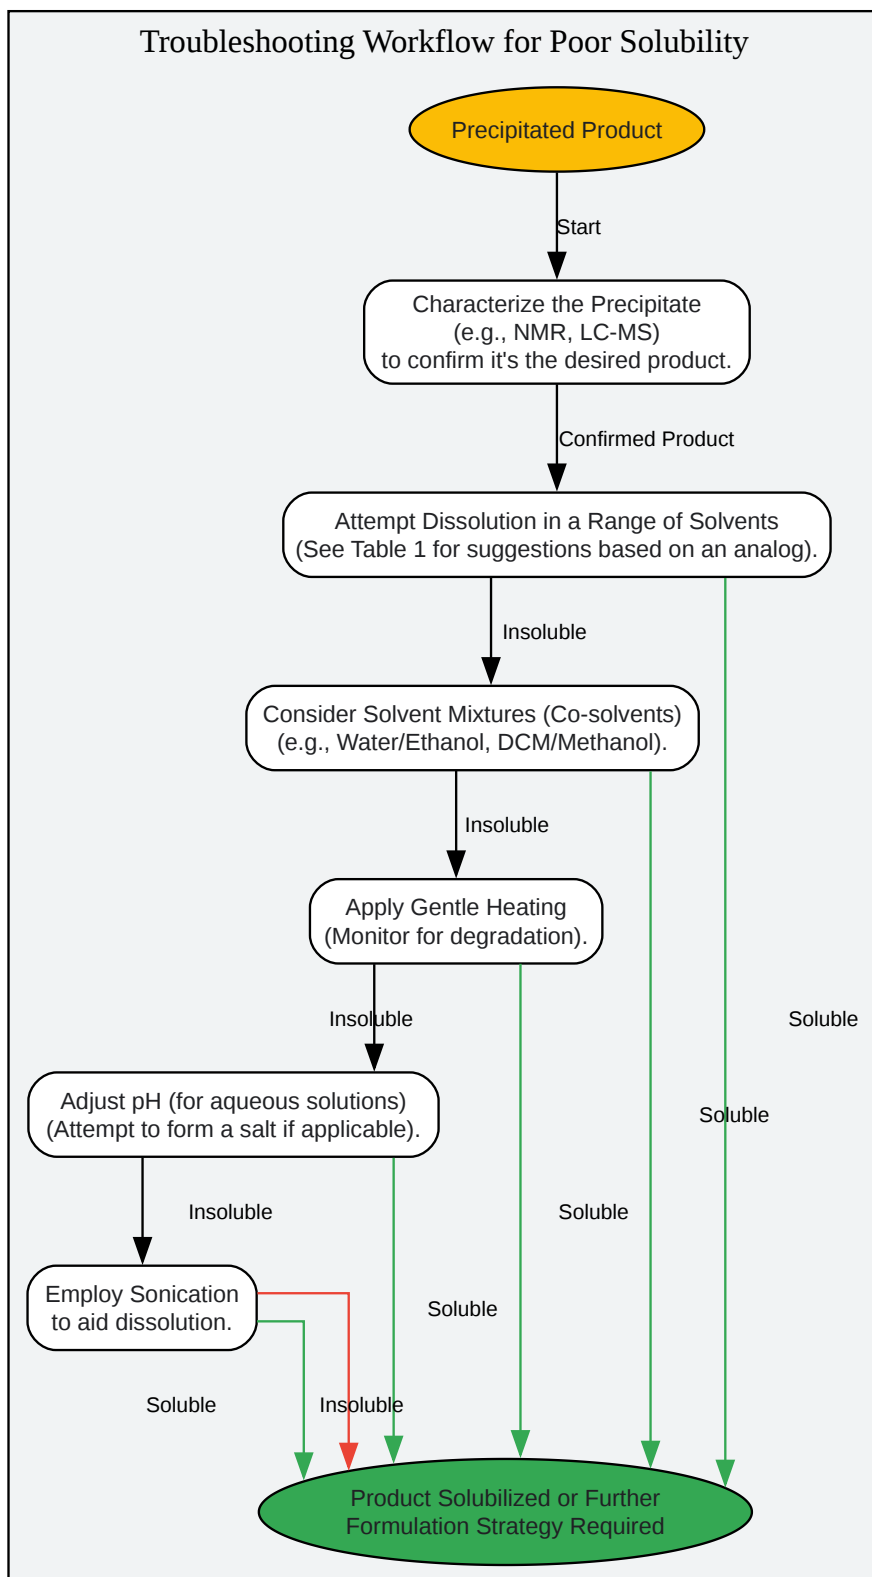 Troubleshooting Workflow for Poor Solubility
Precipitated Product
Start
Characterize the Precipitate
(e.g., NMR, LC-MS)
to confirm it's the desired product.
Confirmed Product
Attempt Dissolution in a Range of Solvents
(See Table 1 for suggestions based on an analog).
Insoluble
Consider Solvent Mixtures (Co-solvents)
(e.g., Water/Ethanol, DCM/Methanol).
Insoluble
Apply Gentle Heating
(Monitor for degradation).
Insoluble
Soluble
Adjust pH (for aqueous solutions)
(Attempt to form a salt if applicable).
Soluble
Insoluble
Soluble
Employ Sonication
to aid dissolution.
Soluble
Soluble
Insoluble
Product Solubilized or Further
Formulation Strategy Required